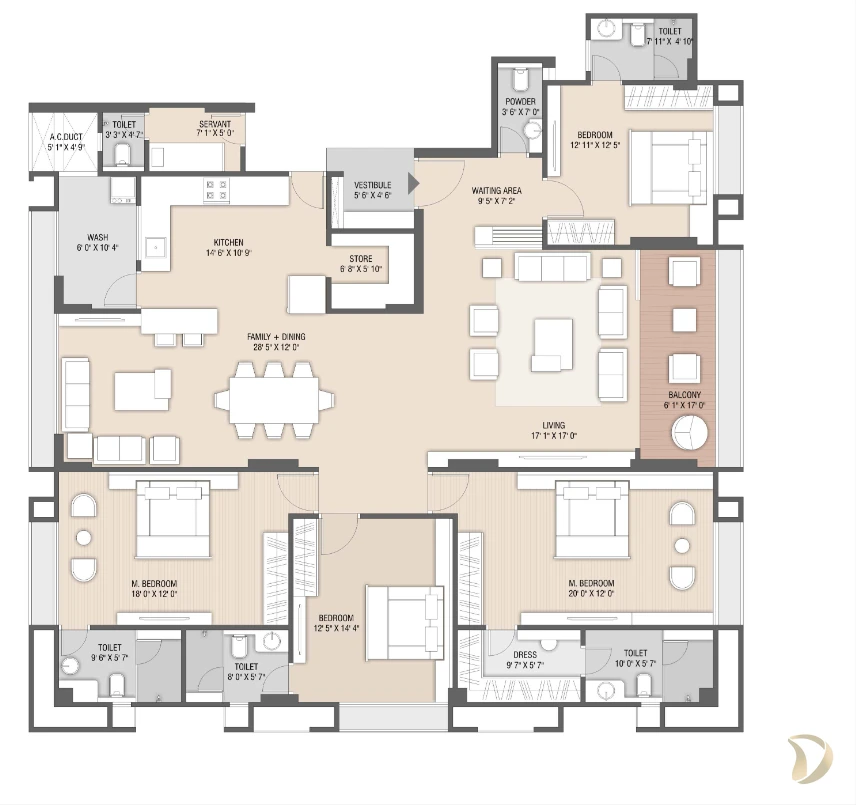 TOILET
7' 11" X 4' 10"
POWDER
3' 6" X 7' 0"
BEDROOM
12' 11" X 12' 5"
A.C.DUCT
5' 1" X 4' 9"
TOILET
3' 3" X 4' 7"
SERVANT
7' 1" X 5' 0"
VESTIBULE
5' 6" X 4' 6"
WAITING AREA
9' 5" X 7' 2"
WASH
6' 0" X 10' 4"
KITCHEN
14' 6" X 10' 9"
STORE
6' 8" X 5' 10"
FAMILY + DINING
28' 5" X 12' 0"
BALCONY
6' 1" X 17' 0"
LIVING
17' 1" X 17' 0"
M. BEDROOM
18' 0" X 12' 0"
M. BEDROOM
20' 0" X 12' 0"
BEDROOM
12' 5" X 14' 4"
TOILET
9' 6" X 5' 7"
TOILET
8' 0" X 5' 7"
DRESS
9' 7" X 5' 7"
TOILET
10' 0" X 5' 7"